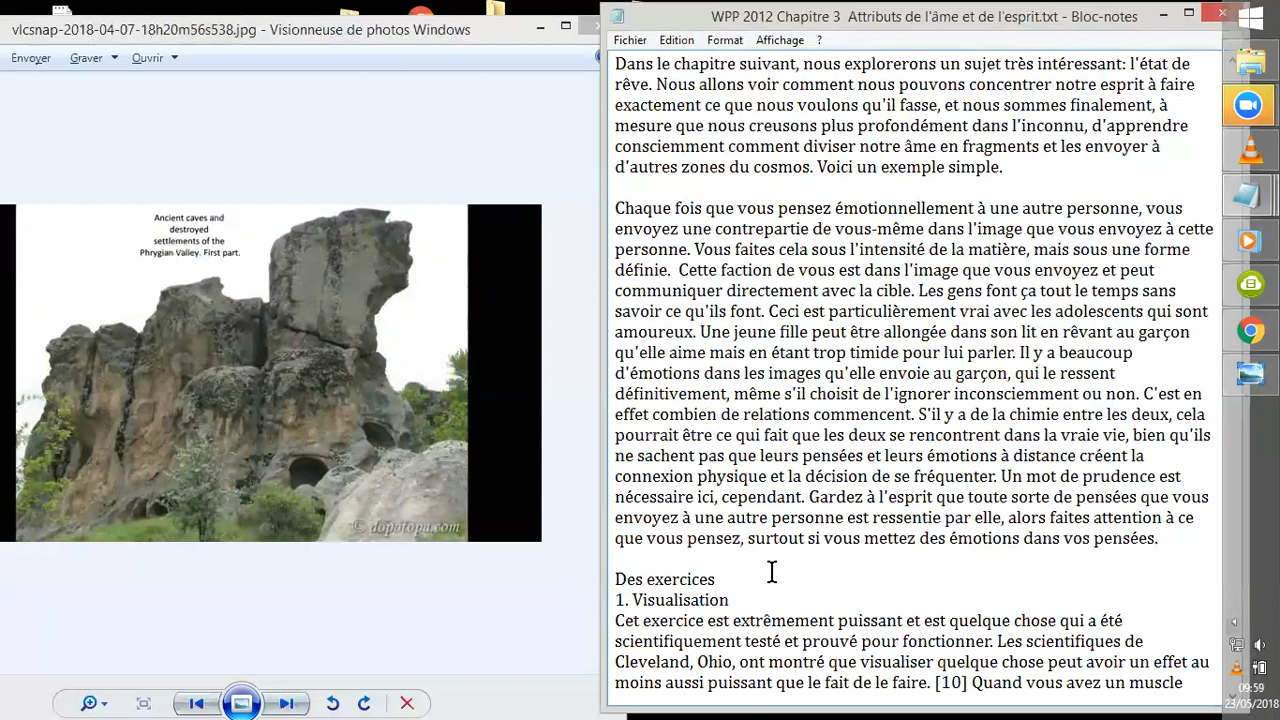 vlcsnap-2018-04-07-18h20m56s538.jpg - Visionneuse de photos Windows
Envoyer Graver Ouvrir
Ancient caves and
destroyed
settlements of the
Phrygian Valley. First part.
© dopotopa.com
WPP 2012 Chapitre 3 Attributs de l'âme et de l'esprit.txt - Bloc-notes
Fichier Edition Format Affichage ?
Dans le chapitre suivant, nous explorerons un sujet très intéressant: l'état de
rêve. Nous allons voir comment nous pouvons concentrer notre esprit à faire
exactement ce que nous voulons qu'il fasse, et nous sommes finalement, à
mesure que nous creusons plus profondément dans l'inconnu, d'apprendre
consciemment comment diviser notre âme en fragments et les envoyer à
d'autres zones du cosmos. Voici un exemple simple.
Chaque fois que vous pensez émotionnellement à une autre personne, vous
envoyez une contrepartie de vous-même dans l'image que vous envoyez à cette
personne. Vous faites cela sous l'intensité de la matière, mais sous une forme
définie. Cette faction de vous est dans l'image que vous envoyez et peut
communiquer directement avec la cible. Les gens font ça tout le temps sans
savoir ce qu'ils font. Ceci est particulièrement vrai avec les adolescents qui sont
amoureux. Une jeune fille peut être allongée dans son lit en rêvant au garçon
qu'elle aime mais en étant trop timide pour lui parler. Il y a beaucoup
d'émotions dans les images qu'elle envoie au garçon, qui le ressent
définitivement, même s'il choisit de l'ignorer inconsciemment ou non. C'est en
effet combien de relations commencent. S'il y a de la chimie entre les deux, cela
pourrait être ce qui fait que les deux se rencontrent dans la vraie vie, bien qu'ils
ne sachent pas que leurs pensées et leurs émotions à distance créent la
connexion physique et la décision de se fréquenter. Un mot de prudence est
nécessaire ici, cependant. Gardez à l'esprit que toute sorte de pensées que vous
envoyez à une autre personne est ressentie par elle, alors faites attention à ce
que vous pensez, surtout si vous mettez des émotions dans vos pensées.
Des exercices
1. Visualisation
Cet exercice est extrêmement puissant et est quelque chose qui a été
scientifiquement testé et prouvé pour fonctionner. Les scientifiques de
Cleveland, Ohio, ont montré que visualiser quelque chose peut avoir un effet au
moins aussi puissant que le fait de le faire. [10] Quand vous avez un muscle
09:59
23/05/2018